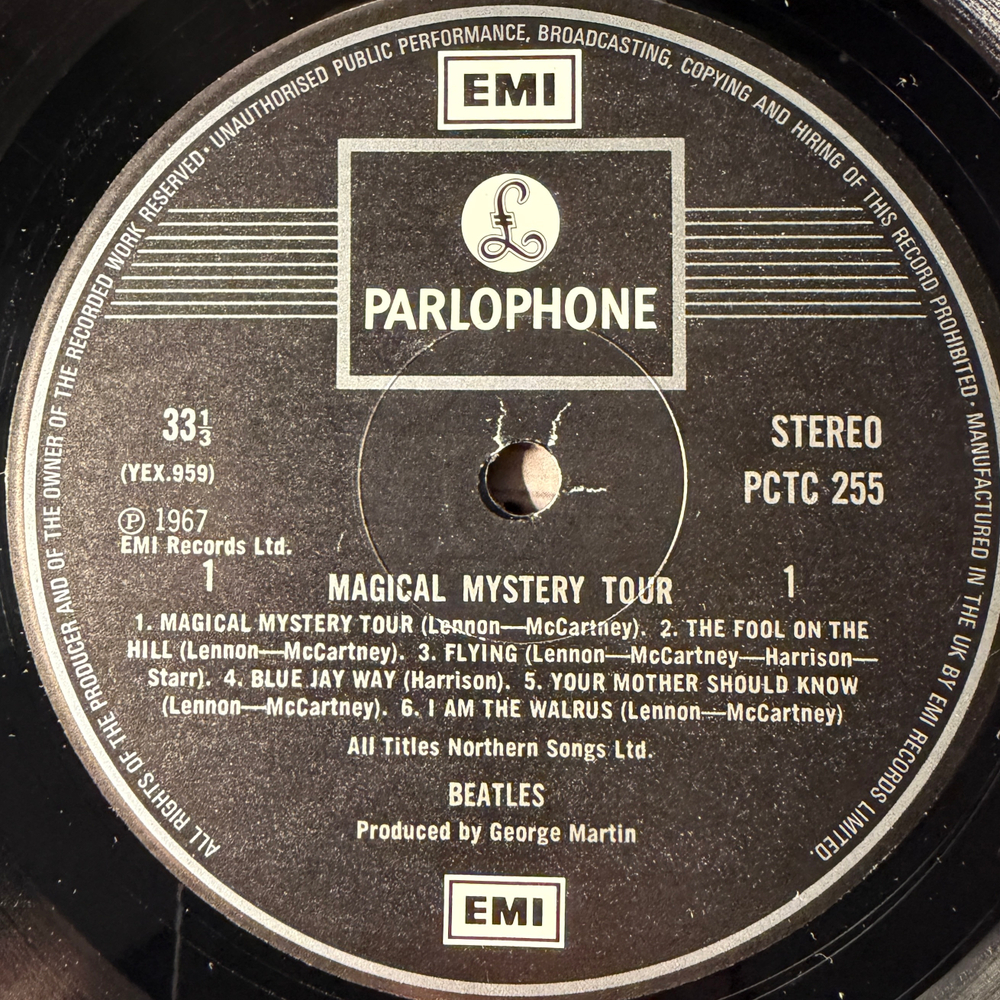 ALL RIGHTS OF THE PRODUCER AND OF THE OWNER OF THE RECORDED WORK RESERVED • UNAUTHORISED PUBLIC PERFORMANCE, BROADCASTING, COPYING AND HIRING OF THIS RECORD PROHIBITED • MANUFACTURED IN THE UK BY EMI RECORDS LIMITED.
EMI
£
PARLOPHONE
33⅓
(YEX.959)
℗ 1967
EMI Records Ltd.
1
STEREO
PCTC 255
1
MAGICAL MYSTERY TOUR
1. MAGICAL MYSTERY TOUR (Lennon—McCartney). 2. THE FOOL ON THE
HILL (Lennon—McCartney). 3. FLYING (Lennon—McCartney—Harrison—
Starr). 4. BLUE JAY WAY (Harrison). 5. YOUR MOTHER SHOULD KNOW
(Lennon—McCartney). 6. I AM THE WALRUS (Lennon—McCartney)
All Titles Northern Songs Ltd.
BEATLES
Produced by George Martin
EMI